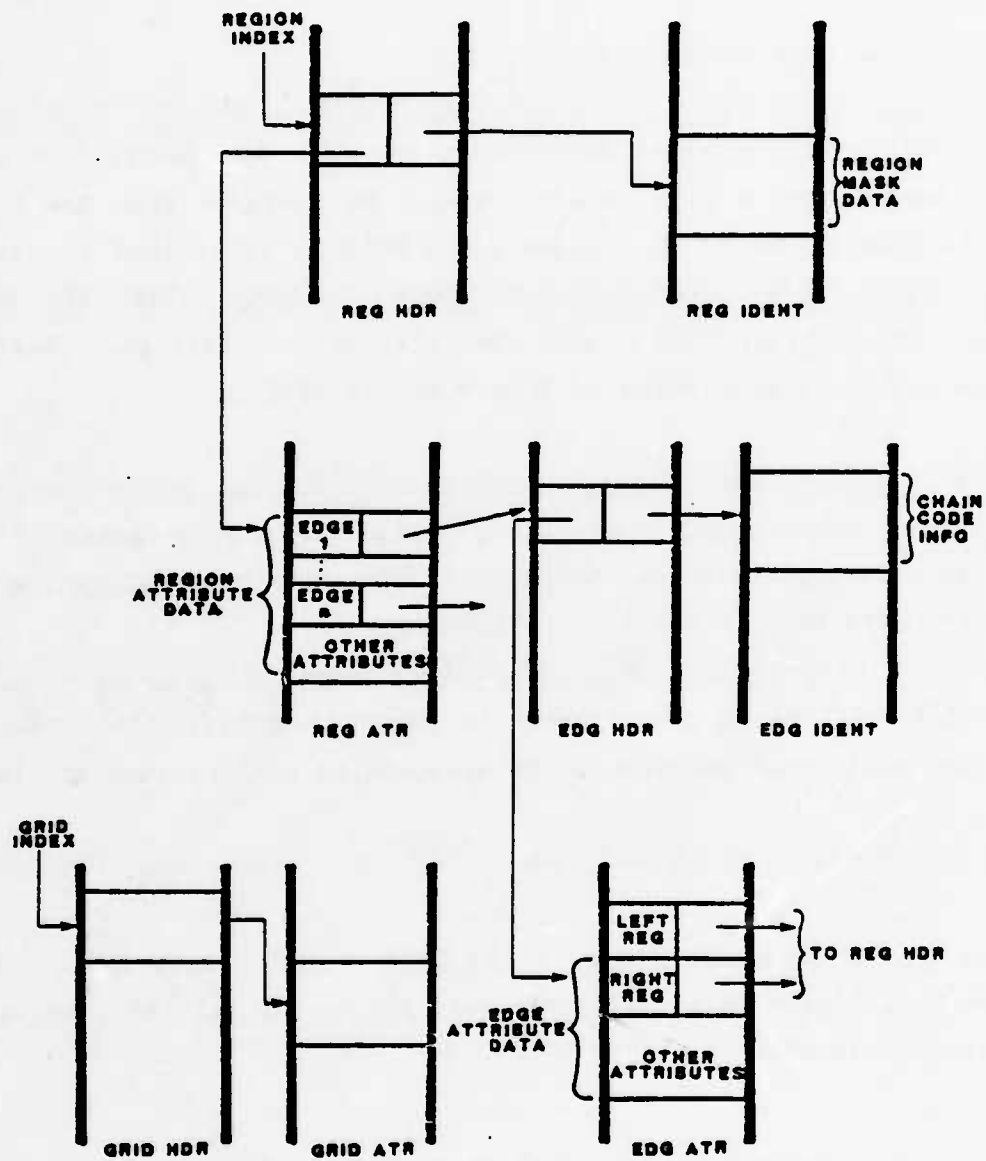 REGION
INDEX
REGION
MASK
DATA
REG HDR
REG IDENT
EDGE
1
EDGE
n
OTHER
ATTRIBUTES
REGION
ATTRIBUTE
DATA
CHAIN
CODE
INFO
REG ATR
EDG HDR
EDG IDENT
GRID
INDEX
LEFT
REG
RIGHT
REG
TO REG HDR
EDGE
ATTRIBUTE
DATA
OTHER
ATTRIBUTES
GRID HDR
GRID ATR
EDG ATR